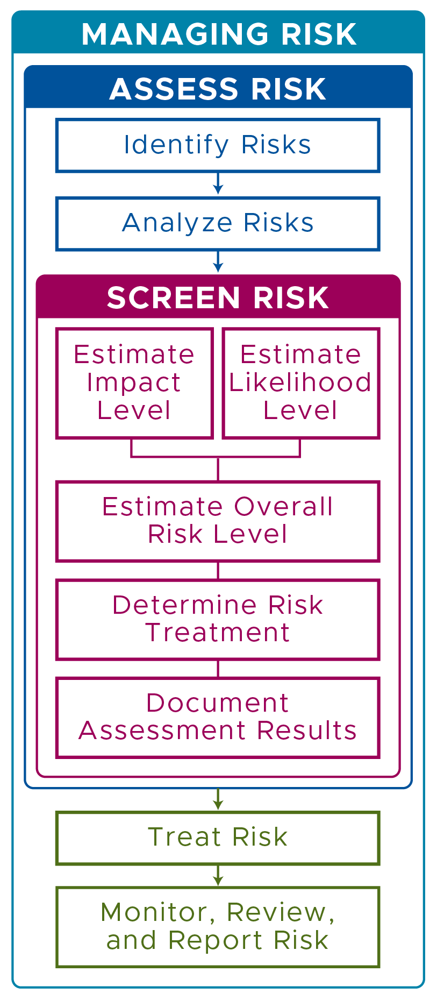 MANAGING RISK
ASSESS RISK
Identify Risks
Analyze Risks
SCREEN RISK
Estimate
Impact
Level
Estimate
Likelihood
Level
Estimate Overall
Risk Level
Determine Risk
Treatment
Document
Assessment Results
Treat Risk
Monitor, Review,
and Report Risk